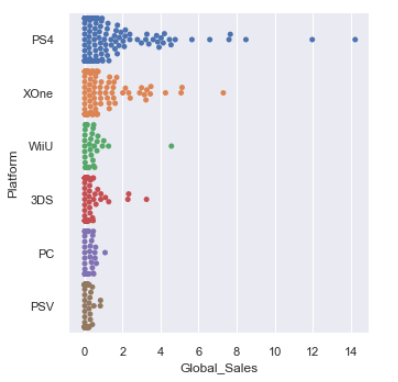 PS4
XOne
WiiU
3DS
PC
PSV
Platform
0 2 4 6 8 10 12 14
Global_Sales